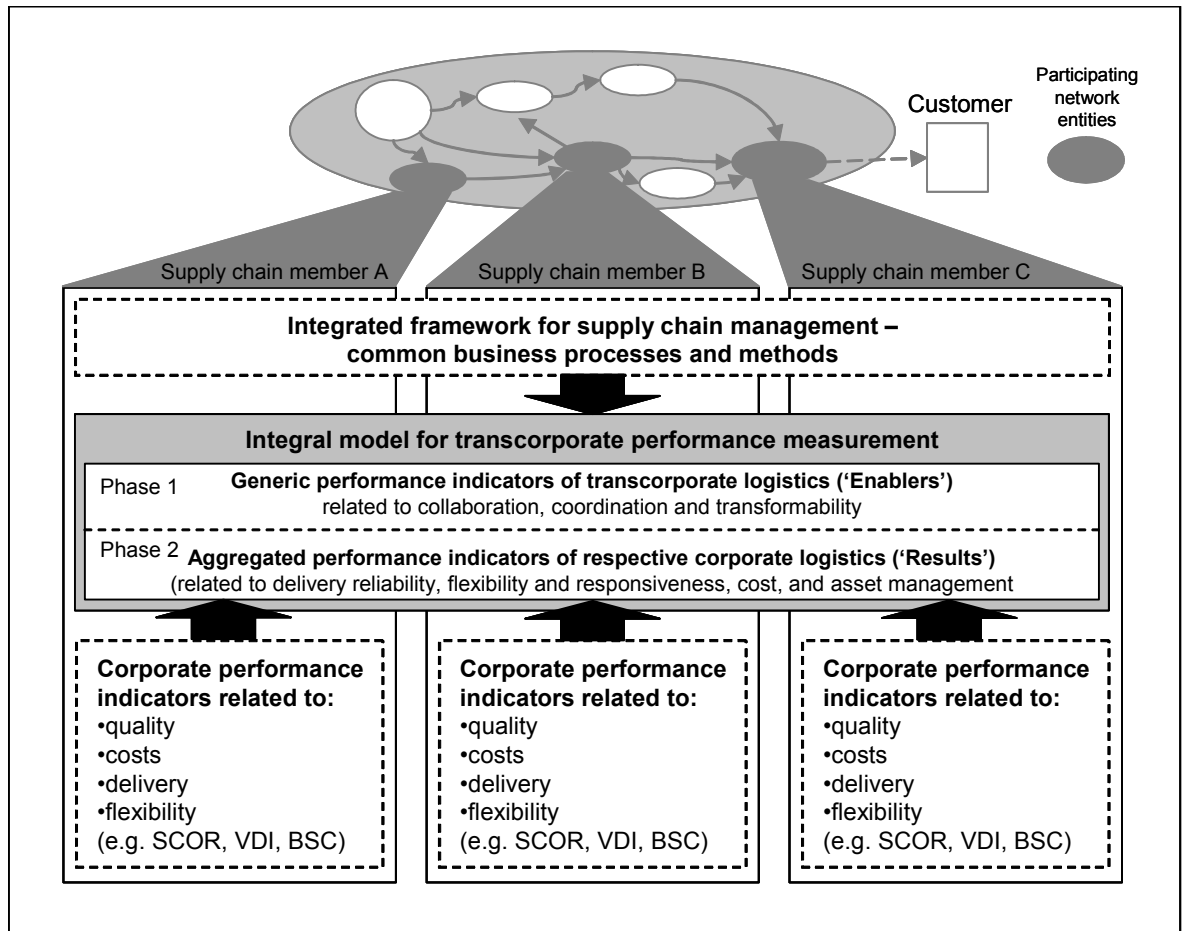 Participating
network
entities
Customer
Supply chain member A
Supply chain member B
Supply chain member C
Integrated framework for supply chain management –
common business processes and methods
Integral model for transcorporate performance measurement
Phase 1
Generic performance indicators of transcorporate logistics (‘Enablers’)
related to collaboration, coordination and transformability
Phase 2
Aggregated performance indicators of respective corporate logistics (‘Results’)
(related to delivery reliability, flexibility and responsiveness, cost, and asset management
Corporate performance
indicators related to:
•quality
•costs
•delivery
•flexibility
(e.g. SCOR, VDI, BSC)
Corporate performance
indicators related to:
•quality
•costs
•delivery
•flexibility
(e.g. SCOR, VDI, BSC)
Corporate performance
indicators related to:
•quality
•costs
•delivery
•flexibility
(e.g. SCOR, VDI, BSC)